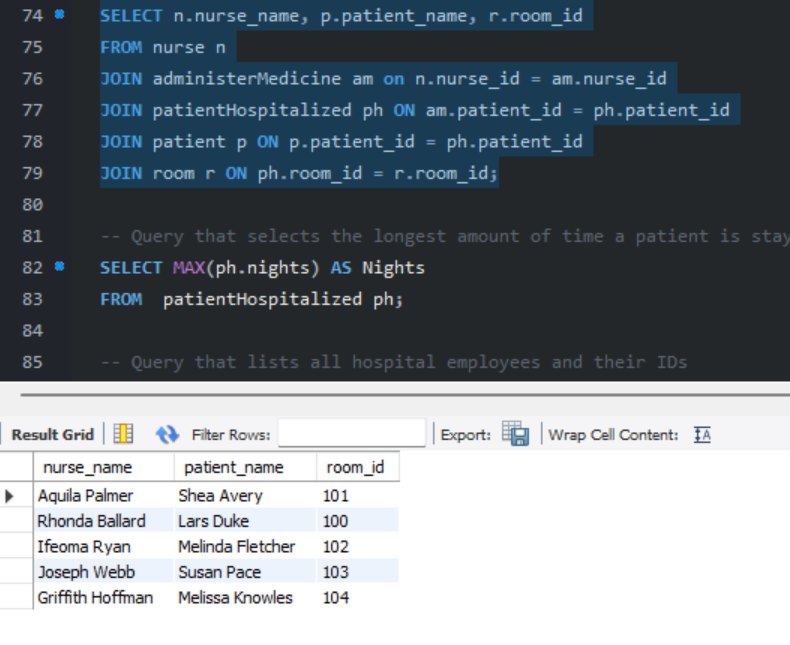 74 SELECT n.nurse_name, p.patient_name, r.room_id
75 FROM nurse n
76 JOIN administerMedicine am on n.nurse_id = am.nurse_id
77 JOIN patientHospitalized ph ON am.patient_id = ph.patient_id
78 JOIN patient p ON p.patient_id = ph.patient_id
79 JOIN room r ON ph.room_id = r.room_id;
80
81 -- Query that selects the longest amount of time a patient is stay
82 SELECT MAX(ph.nights) AS Nights
83 FROM  patientHospitalized ph;
84
85 -- Query that lists all hospital employees and their IDs
Result Grid Filter Rows: Export: Wrap Cell Content: IA
nurse_name patient_name room_id
Aquila Palmer Shea Avery 101
Rhonda Ballard Lars Duke 100
Ifeoma Ryan Melinda Fletcher 102
Joseph Webb Susan Pace 103
Griffith Hoffman Melissa Knowles 104